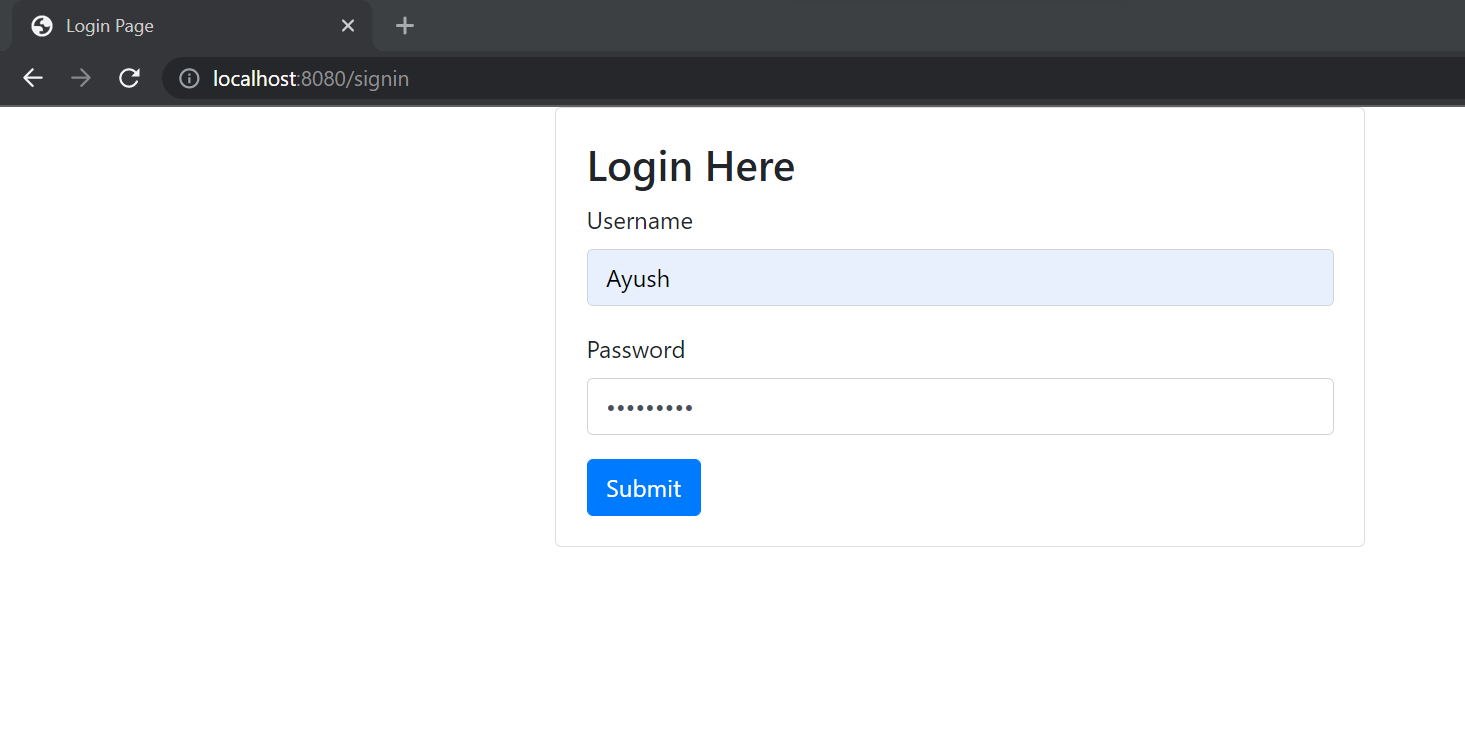 Login Page
localhost:8080/signin
Login Here
Username
Ayush
Password
•••••••••
Submit